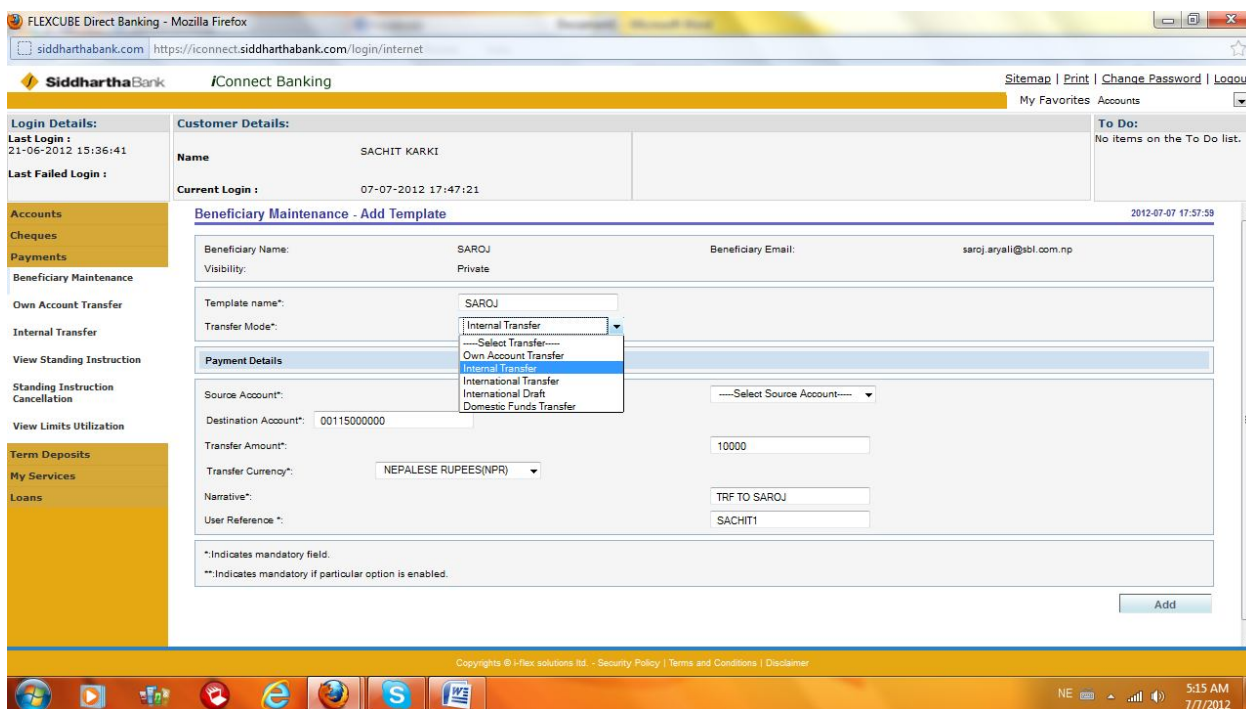 FLEXCUBE Direct Banking - Mozilla Firefox
siddharthabank.com https://iconnect.siddharthabank.com/login/internet
SiddharthaBank iConnect Banking Sitemap | Print | Change Password | Logou
My Favorites Accounts
Login Details: Customer Details: To Do:
Last Login :
21-06-2012 15:36:41
Last Failed Login :
Name SACHIT KARKI
Current Login : 07-07-2012 17:47:21
No items on the To Do list.
Accounts
Cheques
Payments
Beneficiary Maintenance
Own Account Transfer
Internal Transfer
View Standing Instruction
Standing Instruction
Cancellation
View Limits Utilization
Term Deposits
My Services
Loans
Beneficiary Maintenance - Add Template 2012-07-07 17:57:59
Beneficiary Name: SAROJ Beneficiary Email: saroj.aryali@sbl.com.np
Visibility: Private
Template name*: SAROJ
Transfer Mode*: Internal Transfer
-----Select Transfer-----
Own Account Transfer
Internal Transfer
International Transfer
International Draft
Domestic Funds Transfer
Payment Details
Source Account*: -----Select Source Account-----
Destination Account*: 00115000000
Transfer Amount*: 10000
Transfer Currency*: NEPALESE RUPEES(NPR)
Narrative*: TRF TO SAROJ
User Reference *: SACHIT1
*:Indicates mandatory field.
**:Indicates mandatory if particular option is enabled.
Add
Copyrights @ i-flex solutions ltd. - Security Policy | Terms and Conditions | Disclaimer
NE 5:15 AM
7/7/2012